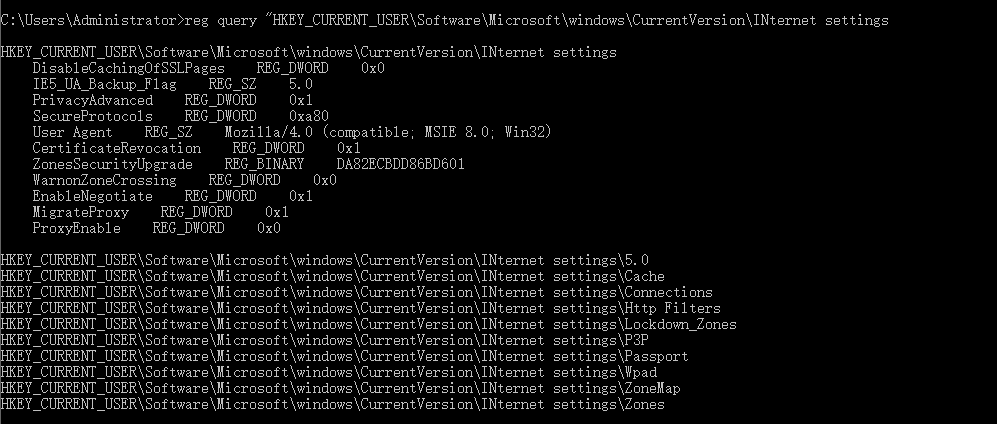 C:\Users\Administrator>reg query "HKEY_CURRENT_USER\Software\Microsoft\windows\CurrentVersion\INternet settings
HKEY_CURRENT_USER\Software\Microsoft\windows\CurrentVersion\INternet settings
DisableCachingOfSSLPages    REG_DWORD    0x0
IE5_UA_Backup_Flag    REG_SZ    5.0
PrivacyAdvanced    REG_DWORD    0x1
SecureProtocols    REG_DWORD    0xa80
User Agent    REG_SZ    Mozilla/4.0 (compatible; MSIE 8.0; Win32)
CertificateRevocation    REG_DWORD    0x1
ZonesSecurityUpgrade    REG_BINARY    DA82ECBDD86BD601
WarnonZoneCrossing    REG_DWORD    0x0
EnableNegotiate    REG_DWORD    0x1
MigrateProxy    REG_DWORD    0x1
ProxyEnable    REG_DWORD    0x0
HKEY_CURRENT_USER\Software\Microsoft\windows\CurrentVersion\INternet settings\5.0
HKEY_CURRENT_USER\Software\Microsoft\windows\CurrentVersion\INternet settings\Cache
HKEY_CURRENT_USER\Software\Microsoft\windows\CurrentVersion\INternet settings\Connections
HKEY_CURRENT_USER\Software\Microsoft\windows\CurrentVersion\INternet settings\Http Filters
HKEY_CURRENT_USER\Software\Microsoft\windows\CurrentVersion\INternet settings\Lockdown_Zones
HKEY_CURRENT_USER\Software\Microsoft\windows\CurrentVersion\INternet settings\P3P
HKEY_CURRENT_USER\Software\Microsoft\windows\CurrentVersion\INternet settings\Passport
HKEY_CURRENT_USER\Software\Microsoft\windows\CurrentVersion\INternet settings\Wpad
HKEY_CURRENT_USER\Software\Microsoft\windows\CurrentVersion\INternet settings\ZoneMap
HKEY_CURRENT_USER\Software\Microsoft\windows\CurrentVersion\INternet settings\Zones